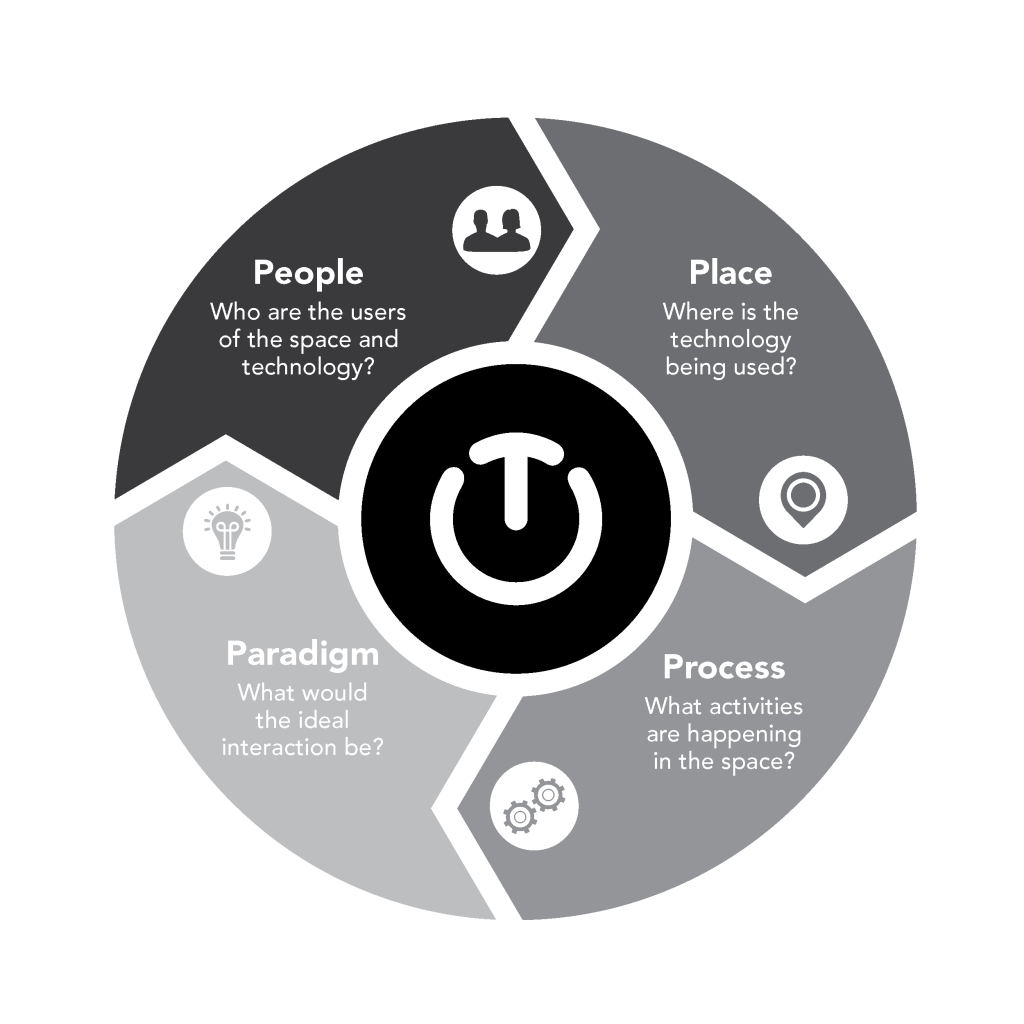 People
Who are the users
of the space and
technology?
Place
Where is the
technology
being used?
Process
What activities
are happening
in the space?
Paradigm
What would
the ideal
interaction be?